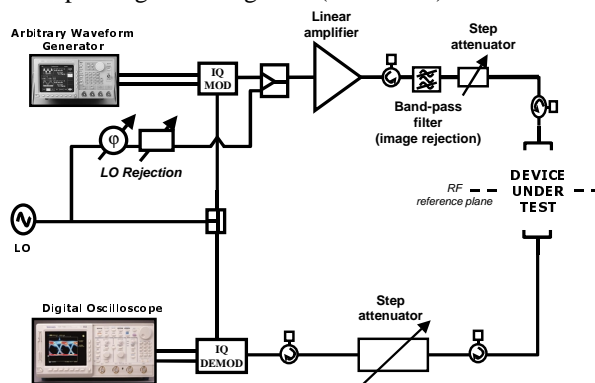 Linear
amplifier
Step
attenuator
Arbitrary Waveform
Generator
IQ
MOD
Band-pass
filter
(image rejection)
φ
LO Rejection
RF
reference plane
DEVICE
UNDER
TEST
LO
Digital Oscilloscope
Step
attenuator
IQ
DEMOD